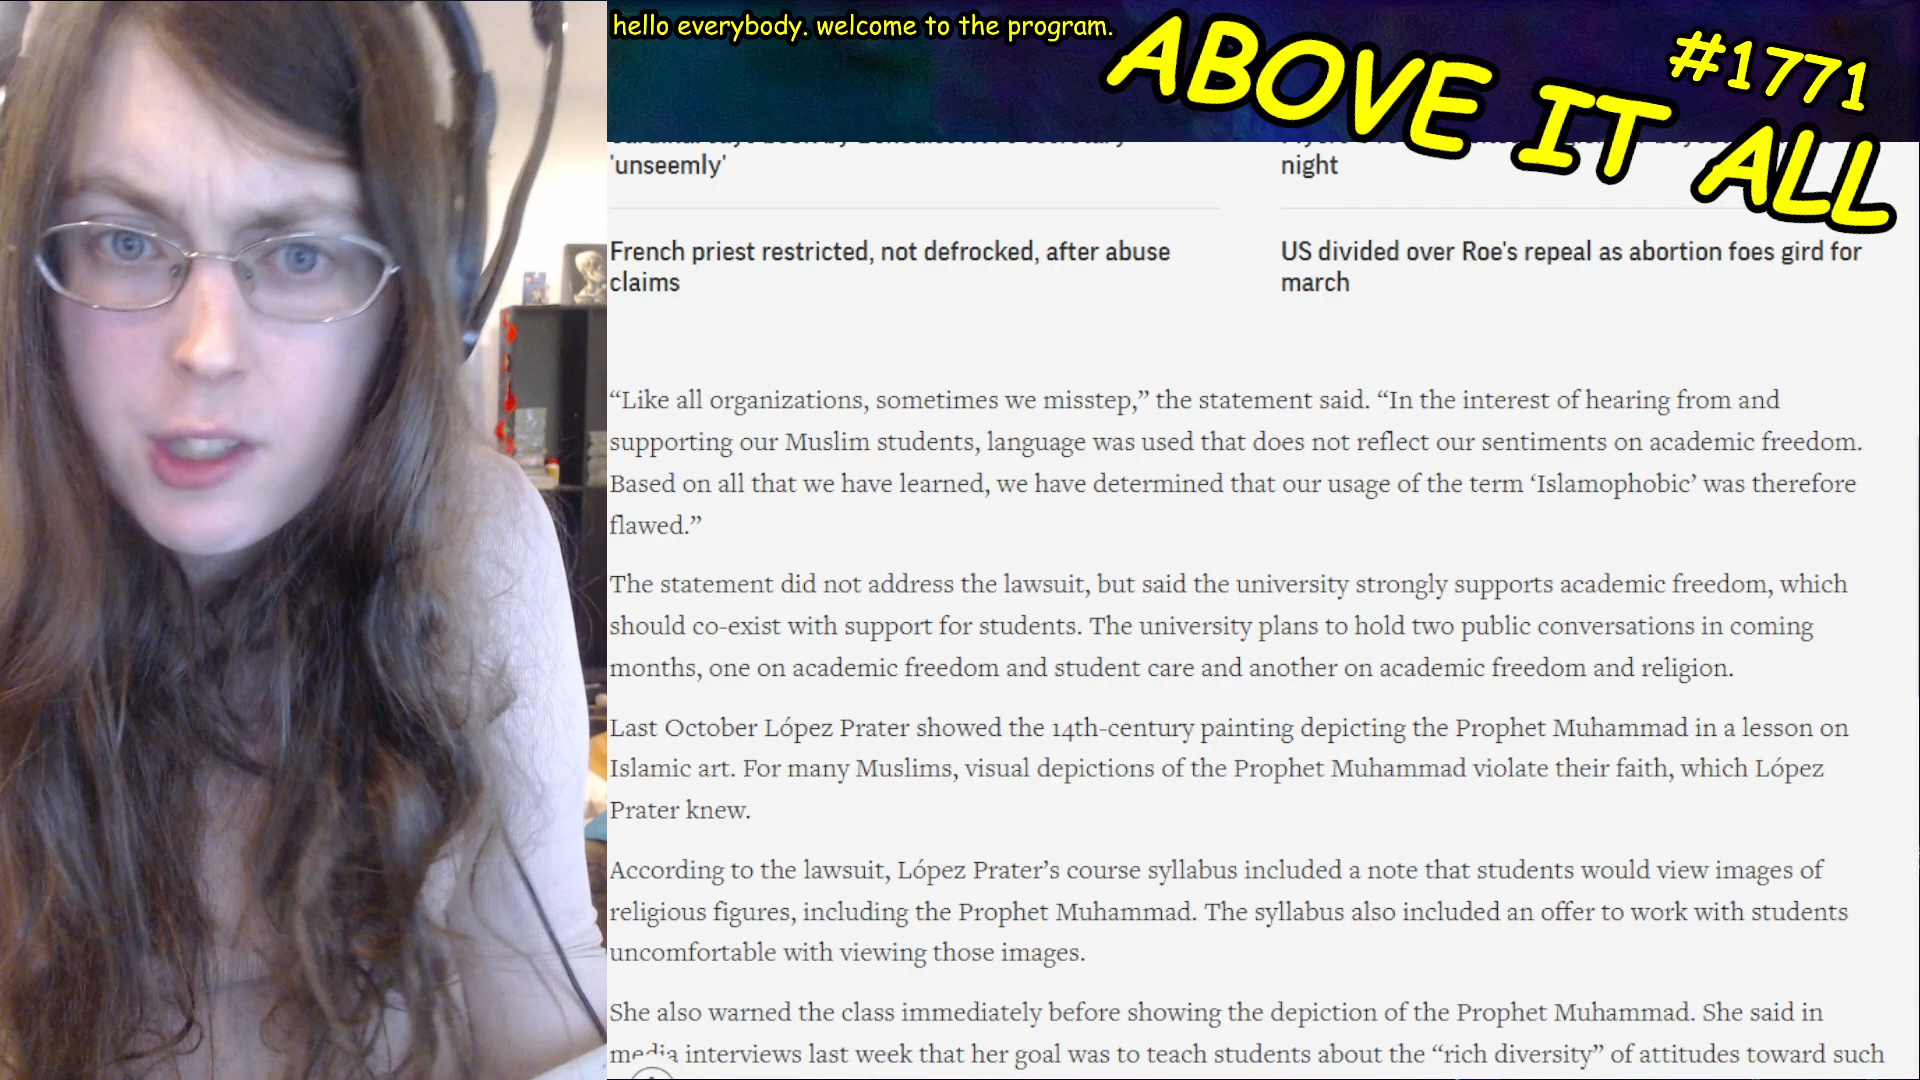 hello everybody. welcome to the program.
ABOVE IT ALL
#1771
'unseemly'
night
French priest restricted, not defrocked, after abuse
claims
US divided over Roe's repeal as abortion foes gird for
march
“Like all organizations, sometimes we misstep,” the statement said. “In the interest of hearing from and
supporting our Muslim students, language was used that does not reflect our sentiments on academic freedom.
Based on all that we have learned, we have determined that our usage of the term ‘Islamophobic’ was therefore
flawed.”
The statement did not address the lawsuit, but said the university strongly supports academic freedom, which
should co-exist with support for students. The university plans to hold two public conversations in coming
months, one on academic freedom and student care and another on academic freedom and religion.
Last October López Prater showed the 14th-century painting depicting the Prophet Muhammad in a lesson on
Islamic art. For many Muslims, visual depictions of the Prophet Muhammad violate their faith, which López
Prater knew.
According to the lawsuit, López Prater’s course syllabus included a note that students would view images of
religious figures, including the Prophet Muhammad. The syllabus also included an offer to work with students
uncomfortable with viewing those images.
She also warned the class immediately before showing the depiction of the Prophet Muhammad. She said in
media interviews last week that her goal was to teach students about the “rich diversity” of attitudes toward such